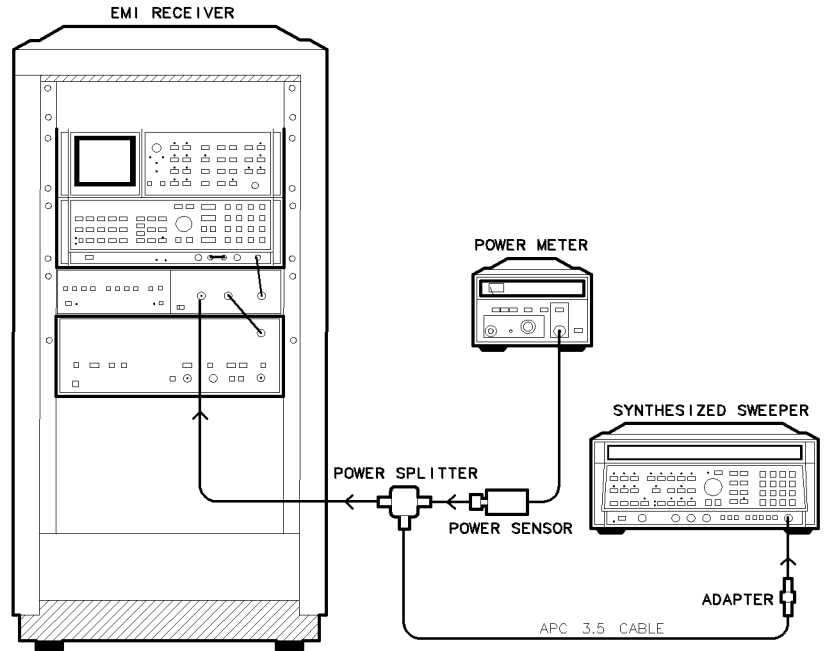 EMI RECEIVER
POWER METER
SYNTHESIZED SWEEPER
POWER SPLITTER
POWER SENSOR
ADAPTER
APC 3.5 CABLE